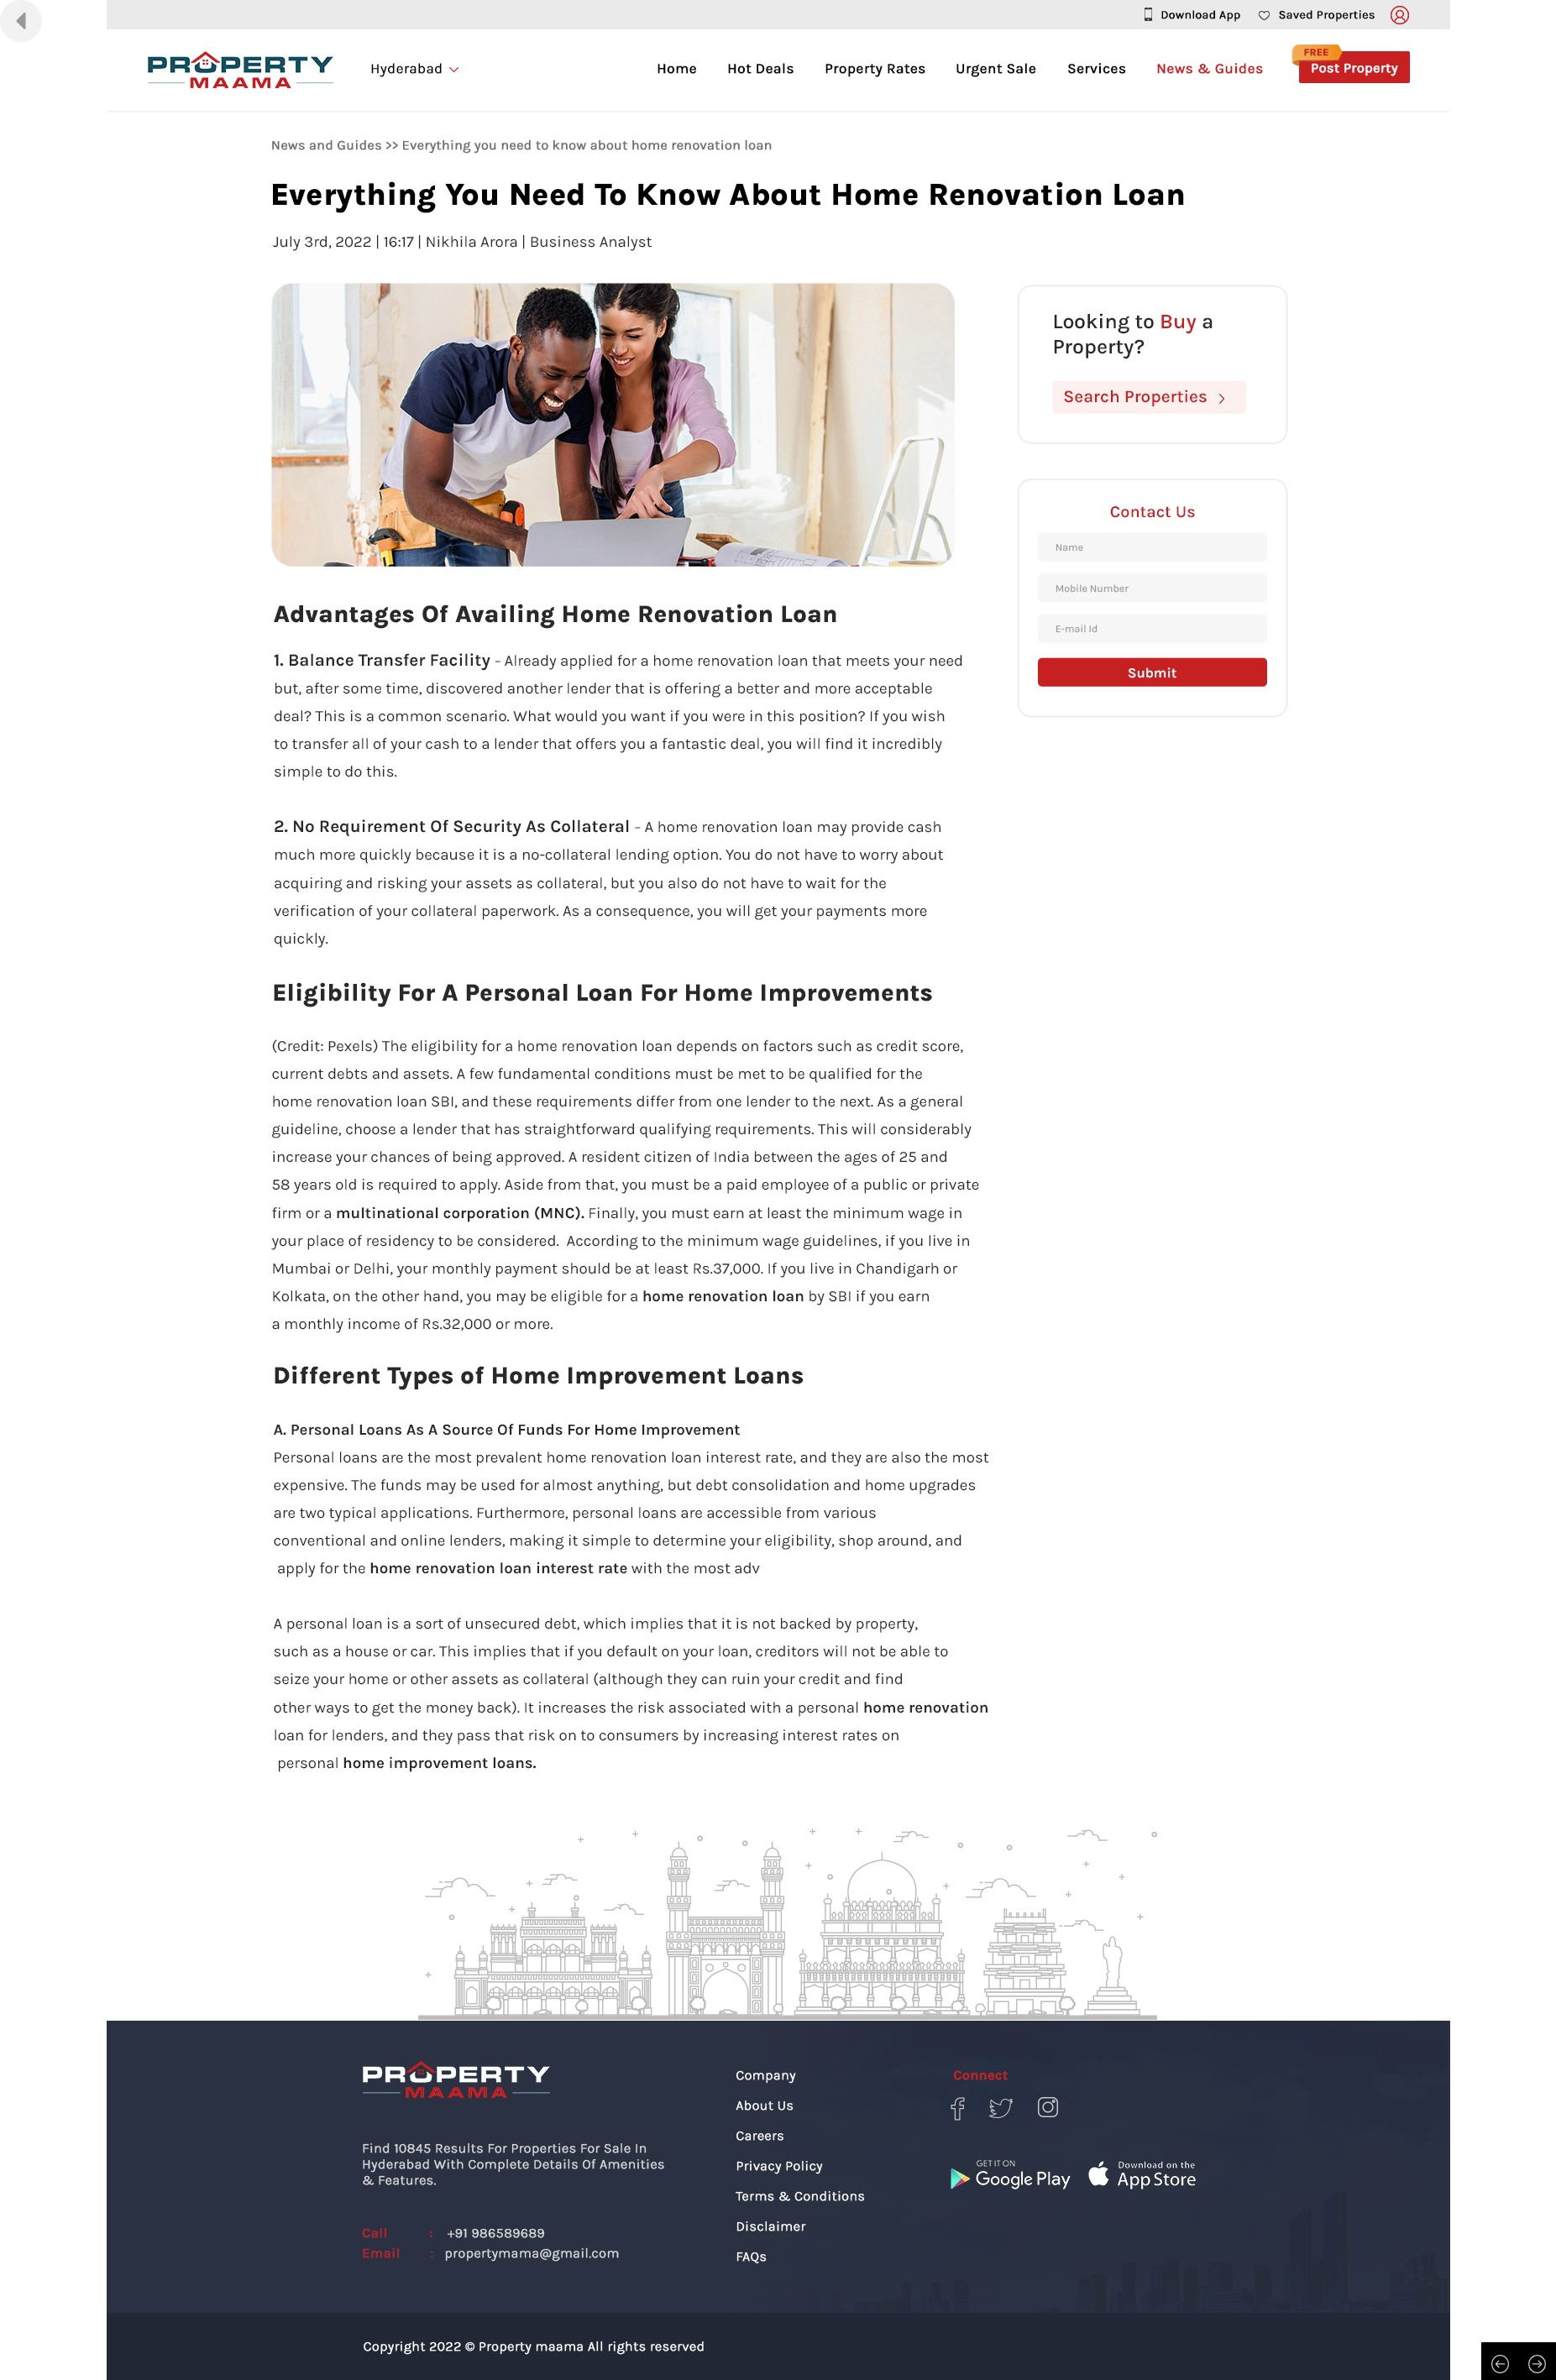 Download App
Saved Properties
PROPERTY
MAAMA
Hyderabad
Home
Hot Deals
Property Rates
Urgent Sale
Services
News & Guides
FREE
Post Property
News and Guides >> Everything you need to know about home renovation loan
Everything You Need To Know About Home Renovation Loan
July 3rd, 2022 | 16:17 | Nikhila Arora | Business Analyst
Looking to Buy a
Property?
Search Properties
Contact Us
Name
Mobile Number
E-mail Id
Submit
Advantages Of Availing Home Renovation Loan
1. Balance Transfer Facility - Already applied for a home renovation loan that meets your need
but, after some time, discovered another lender that is offering a better and more acceptable
deal? This is a common scenario. What would you want if you were in this position? If you wish
to transfer all of your cash to a lender that offers you a fantastic deal, you will find it incredibly
simple to do this.
2. No Requirement Of Security As Collateral - A home renovation loan may provide cash
much more quickly because it is a no-collateral lending option. You do not have to worry about
acquiring and risking your assets as collateral, but you also do not have to wait for the
verification of your collateral paperwork. As a consequence, you will get your payments more
quickly.
Eligibility For A Personal Loan For Home Improvements
(Credit: Pexels) The eligibility for a home renovation loan depends on factors such as credit score,
current debts and assets. A few fundamental conditions must be met to be qualified for the
home renovation loan SBI, and these requirements differ from one lender to the next. As a general
guideline, choose a lender that has straightforward qualifying requirements. This will considerably
increase your chances of being approved. A resident citizen of India between the ages of 25 and
58 years old is required to apply. Aside from that, you must be a paid employee of a public or private
firm or a multinational corporation (MNC). Finally, you must earn at least the minimum wage in
your place of residency to be considered.  According to the minimum wage guidelines, if you live in
Mumbai or Delhi, your monthly payment should be at least Rs.37,000. If you live in Chandigarh or
Kolkata, on the other hand, you may be eligible for a home renovation loan by SBI if you earn
a monthly income of Rs.32,000 or more.
Different Types of Home Improvement Loans
A. Personal Loans As A Source Of Funds For Home Improvement
Personal loans are the most prevalent home renovation loan interest rate, and they are also the most
expensive. The funds may be used for almost anything, but debt consolidation and home upgrades
are two typical applications. Furthermore, personal loans are accessible from various
conventional and online lenders, making it simple to determine your eligibility, shop around, and
apply for the home renovation loan interest rate with the most adv
A personal loan is a sort of unsecured debt, which implies that it is not backed by property,
such as a house or car. This implies that if you default on your loan, creditors will not be able to
seize your home or other assets as collateral (although they can ruin your credit and find
other ways to get the money back). It increases the risk associated with a personal home renovation
loan for lenders, and they pass that risk on to consumers by increasing interest rates on
personal home improvement loans.
PROPERTY
MAAMA
Find 10845 Results For Properties For Sale In
Hyderabad With Complete Details Of Amenities
& Features.
Call : +91 986589689
Email : propertymama@gmail.com
Company
About Us
Careers
Privacy Policy
Terms & Conditions
Disclaimer
FAQs
Connect
GET IT ON
Google Play
Download on the
App Store
Copyright 2022 © Property maama All rights reserved